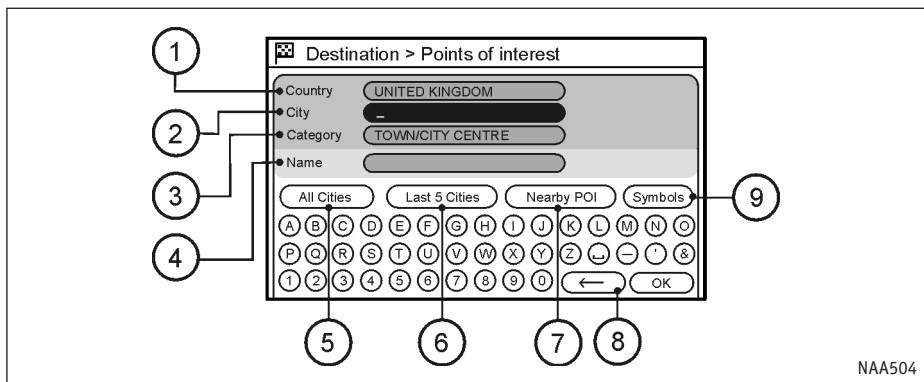 Destination > Points of interest
1
Country UNITED KINGDOM
2
City _
3
Category TOWN/CITY CENTRE
4
Name
All Cities Last 5 Cities Nearby POI Symbols
9
A B C D E F G H I J K L M N O
P Q R S T U V W X Y Z ␣ – ' &
1 2 3 4 5 6 7 8 9 0 ← OK
5 6 7 8
NAA504